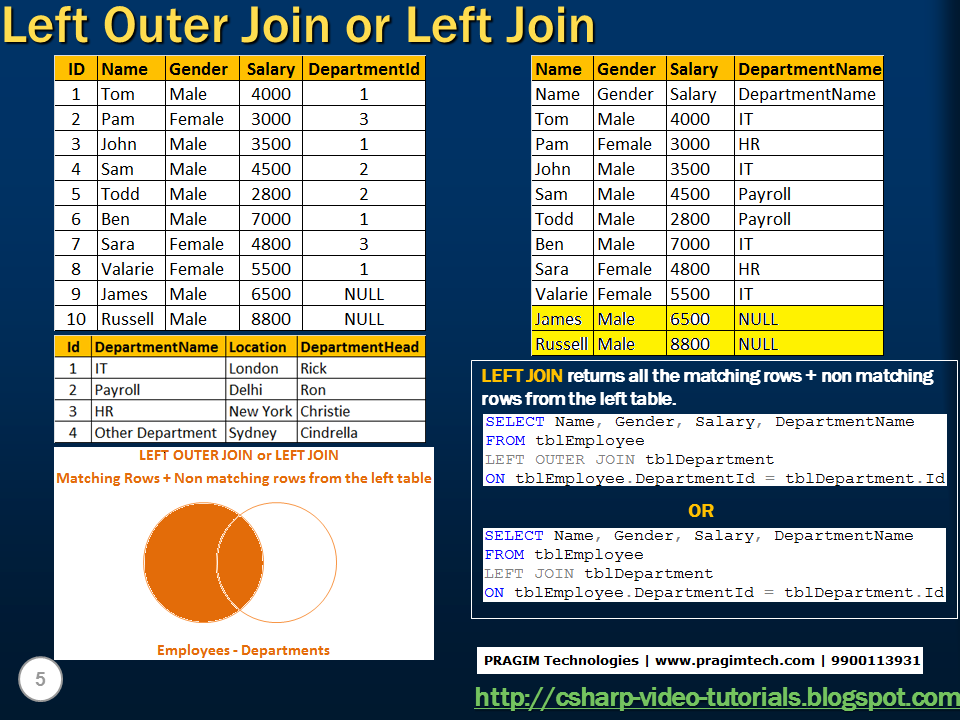 Left Outer Join or Left Join
ID Name Gender Salary DepartmentId
1 Tom Male 4000 1
2 Pam Female 3000 3
3 John Male 3500 1
4 Sam Male 4500 2
5 Todd Male 2800 2
6 Ben Male 7000 1
7 Sara Female 4800 3
8 Valarie Female 5500 1
9 James Male 6500 NULL
10 Russell Male 8800 NULL
Id DepartmentName Location DepartmentHead
1 IT London Rick
2 Payroll Delhi Ron
3 HR New York Christie
4 Other Department Sydney Cindrella
LEFT OUTER JOIN or LEFT JOIN
Matching Rows + Non matching rows from the left table
Employees - Departments
5
Name Gender Salary DepartmentName
Name Gender Salary DepartmentName
Tom Male 4000 IT
Pam Female 3000 HR
John Male 3500 IT
Sam Male 4500 Payroll
Todd Male 2800 Payroll
Ben Male 7000 IT
Sara Female 4800 HR
Valarie Female 5500 IT
James Male 6500 NULL
Russell Male 8800 NULL
LEFT JOIN returns all the matching rows + non matching
rows from the left table.
SELECT Name, Gender, Salary, DepartmentName
FROM tblEmployee
LEFT OUTER JOIN tblDepartment
ON tblEmployee.DepartmentId = tblDepartment.Id
OR
SELECT Name, Gender, Salary, DepartmentName
FROM tblEmployee
LEFT JOIN tblDepartment
ON tblEmployee.DepartmentId = tblDepartment.Id
PRAGIM Technologies | www.pragimtech.com | 9900113931
http://csharp-video-tutorials.blogspot.com